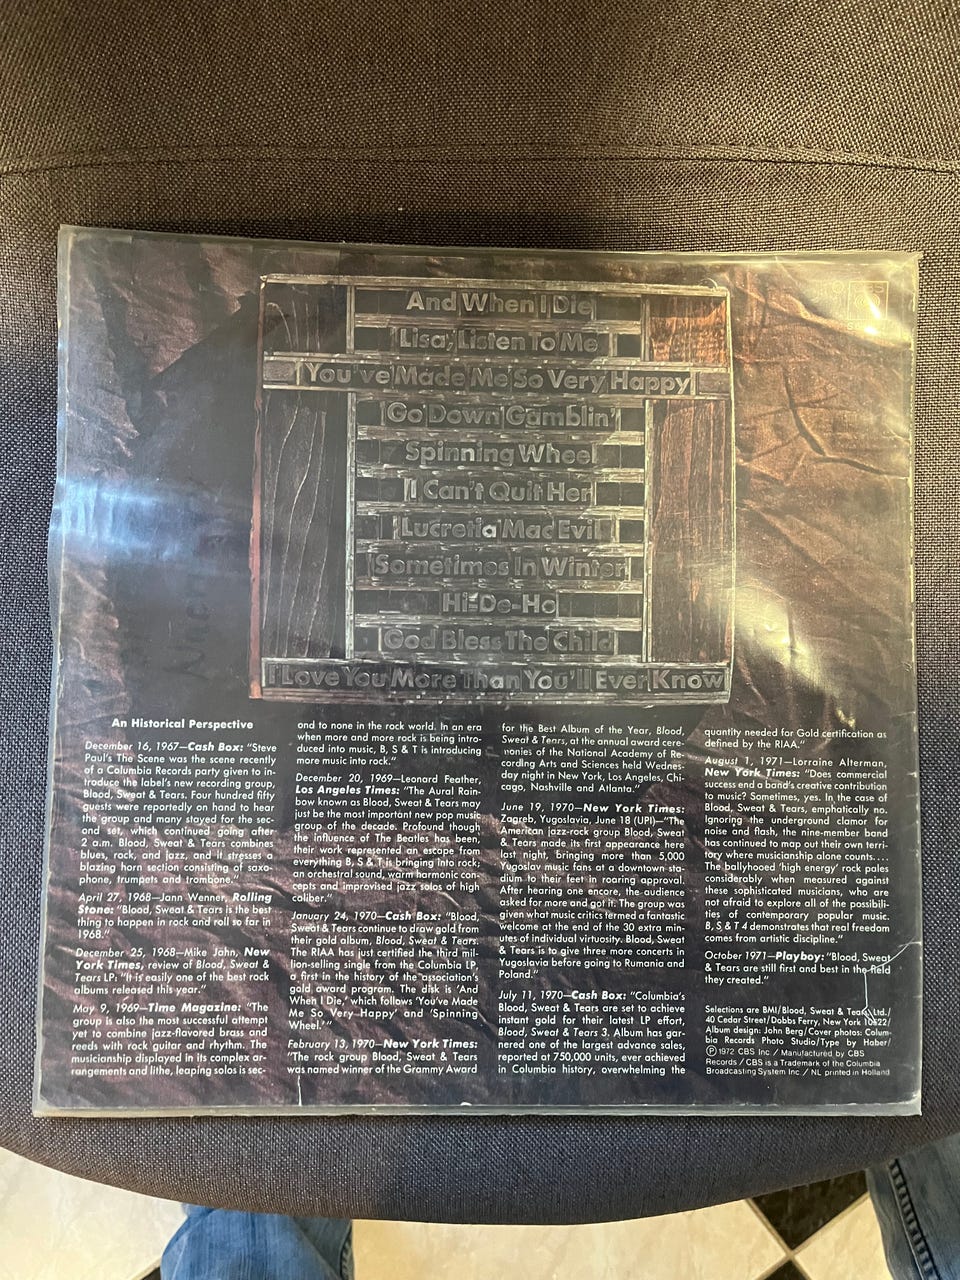 And When I Die
Lisa, Listen To Me
You've Made Me So Very Happy
Go Down Gamblin'
Spinning Wheel
I Can't Quit Her
Lucretia Mac Evil
Sometimes In Winter
Hi-De-Ho
God Bless The Child
I Love You More Than You'll Ever Know
An Historical Perspective
December 16, 1967—Cash Box: "Steve
Paul's The Scene was the scene recently
of a Columbia Records party given to in-
troduce the label's new recording group,
Blood, Sweat & Tears. Four hundred fifty
guests were reportedly on hand to hear
the group and many stayed for the sec-
ond set, which continued going after
2 a.m. Blood, Sweat & Tears combines
blues, rock, and jazz, and it stresses a
blazing horn section consisting of saxo-
phone, trumpets and trombone."
April 27, 1968—Jann Wenner, Rolling
Stone: "Blood, Sweat & Tears is the best
thing to happen in rock and roll so far in
1968."
December 25, 1968—Mike Jahn, New
York Times, review of Blood, Sweat &
Tears LP, "It is easily one of the best rock
albums released this year."
May 9, 1969—Time Magazine: "The
group is also the most successful attempt
yet to combine jazz-flavored brass and
reeds with rock guitar and rhythm. The
musicianship displayed in its complex ar-
rangements and lithe, leaping solos is sec-
ond to none in the rock world. In an era
when more and more rock is being intro-
duced into music, B, S & T is introducing
more music into rock."
December 20, 1969—Leonard Feather,
Los Angeles Times: "The Aural Rain-
bow known as Blood, Sweat & Tears may
just be the most important new pop music
group of the decade. Profound though
the influence of The Beatles has been,
their work represented an escape from
everything B, S & T is bringing into rock;
an orchestral sound, warm harmonic con-
cepts and improvised jazz solos of high
caliber."
January 24, 1970—Cash Box: "Blood,
Sweat & Tears continue to draw gold from
their gold album, Blood, Sweat & Tears.
The RIAA has just certified the third mil-
lion-selling single from the Columbia LP
a first in the history of the association's
gold award program. The disk is 'And
When I Die,' which follows 'You've Made
Me So Very Happy' and 'Spinning
Wheel.'"
February 13, 1970—New York Times:
"The rock group Blood, Sweat & Tears
was named winner of the Grammy Award
for the Best Album of the Year, Blood,
Sweat & Tears, at the annual award cere-
monies of the National Academy of Re-
cording Arts and Sciences held Wednes-
day night in New York, Los Angeles, Chi-
cago, Nashville and Atlanta."
June 19, 1970—New York Times:
Zagreb, Yugoslavia, June 18 (UPI)—"The
American jazz-rock group Blood, Sweat
& Tears made its first appearance here
last night, bringing more than 5,000
Yugoslav music fans at a downtown sta-
dium to their feet in roaring approval.
After hearing one encore, the audience
asked for more and got it. The group was
given what music critics termed a fantastic
welcome at the end of the 30 extra min-
utes of individual virtuosity. Blood, Sweat
& Tears is to give three more concerts in
Yugoslavia before going to Rumania and
Poland."
July 11, 1970—Cash Box: "Columbia's
Blood, Sweat & Tears are set to achieve
instant gold for their latest LP effort,
Blood, Sweat & Tears 3. Album has gar-
nered one of the largest advance sales,
reported at 750,000 units, ever achieved
in Columbia history, overwhelming the
quantity needed for Gold certification as
defined by the RIAA."
August 1, 1971—Lorraine Alterman,
New York Times: "Does commercial
success end a band's creative contribution
to music? Sometimes, yes. In the case of
Blood, Sweat & Tears, emphatically no.
Ignoring the underground clamor for
noise and flash, the nine-member band
has continued to map out their own terri-
tory where musicianship alone counts....
The ballyhooed 'high energy' rock pales
considerably when measured against
these sophisticated musicians, who are
not afraid to explore all of the possibili-
ties of contemporary popular music.
B, S & T 4 demonstrates that real freedom
comes from artistic discipline."
October 1971—Playboy: "Blood, Sweat
& Tears are still first and best in the field
they created."
Selections are BMI/Blood, Sweat & Tears Ltd./
40 Cedar Street/Dobbs Ferry, New York 10522/
Album design: John Berg/Cover photos: Colum-
bia Records Photo Studio/Type by Haber/
Ⓟ 1972 CBS Inc./Manufactured by CBS
Records/CBS is a Trademark of the Columbia
Broadcasting System Inc./NL printed in Holland